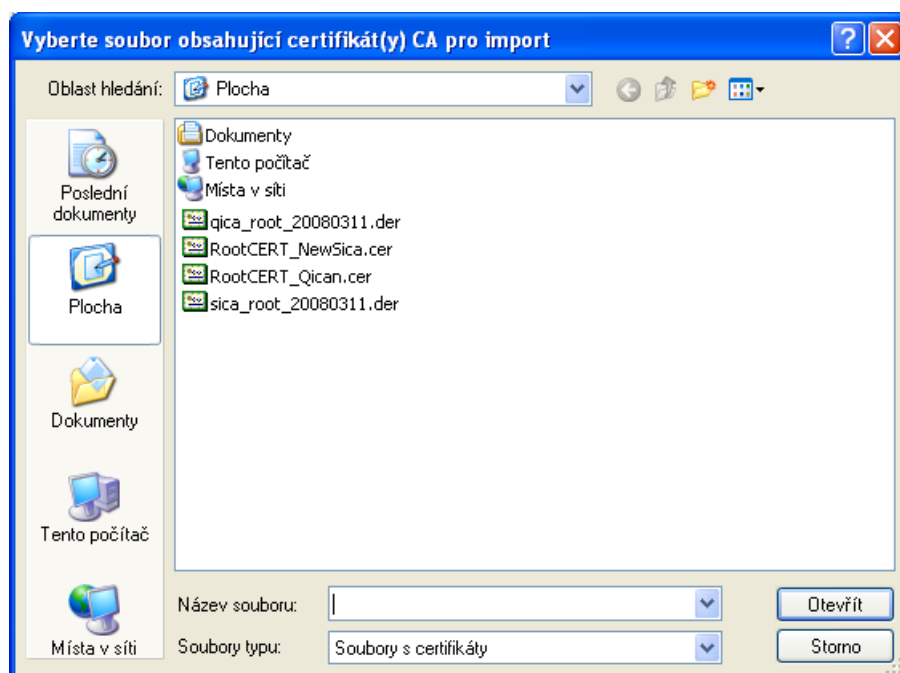 Vyberte soubor obsahující certifikát(y) CA pro import
Oblast hledání:
Plocha
Poslední
dokumenty
Plocha
Dokumenty
Tento počítač
Místa v síti
Dokumenty
Tento počítač
Místa v síti
qica_root_20080311.der
RootCERT_NewSica.cer
RootCERT_Qican.cer
sica_root_20080311.der
Název souboru:
Otevřít
Soubory typu:
Soubory s certifikáty
Storno